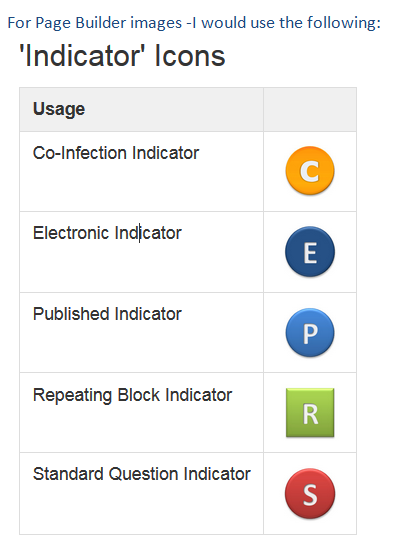 For Page Builder images -I would use the following:
'Indicator' Icons
Usage
Co-Infection Indicator
C
Electronic Indicator
E
Published Indicator
P
Repeating Block Indicator
R
Standard Question Indicator
S